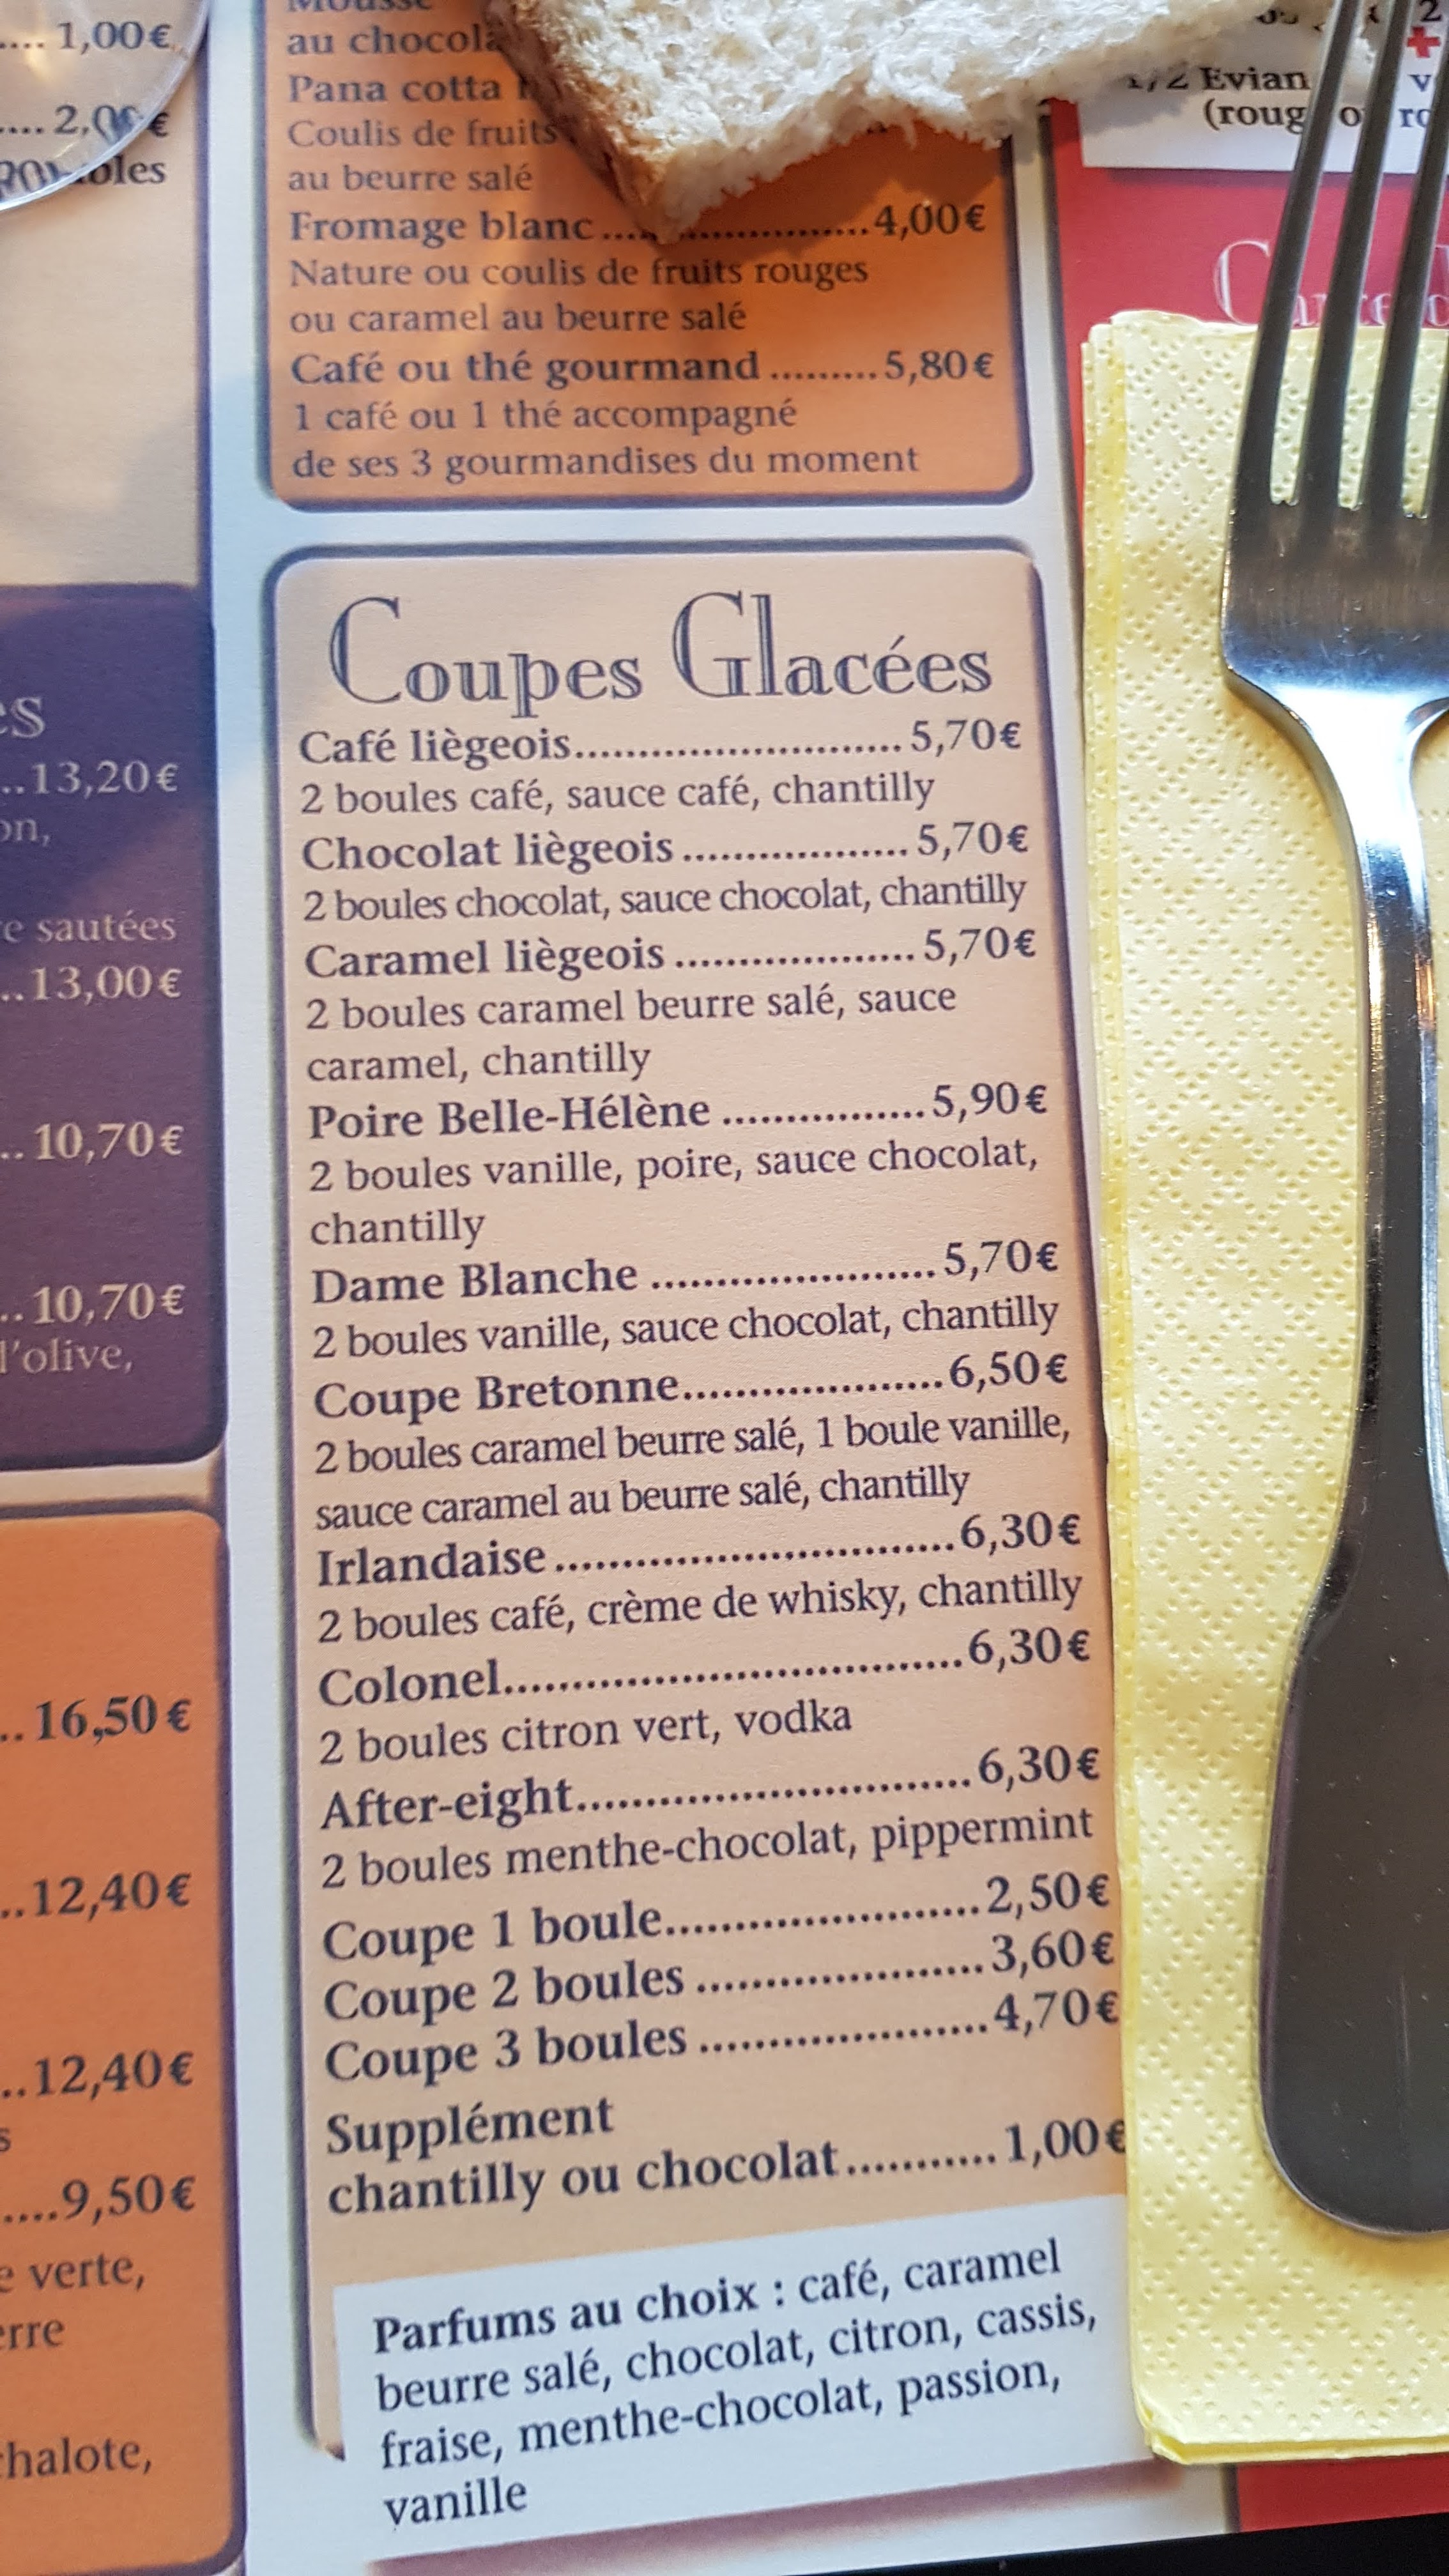 .... 1,00€
.... 2,00€
es
..13,20€
on,
e sautées
..13,00€
.. 10,70€
..10,70€
l'olive,
.. 16,50€
..12,40€
..12,40€
s
....9,50€
e verte,
erre
halote,
Mousse
au chocola
Pana cotta
Coulis de fruits
au beurre salé
Fromage blanc....................4,00€
Nature ou coulis de fruits rouges
ou caramel au beurre salé
Café ou thé gourmand .........5,80€
1 café ou 1 thé accompagné
de ses 3 gourmandises du moment
Coupes Glacées
Café liègeois.......................... 5,70€
2 boules café, sauce café, chantilly
Chocolat liègeois .................. 5,70€
2 boules chocolat, sauce chocolat, chantilly
Caramel liègeois ................... 5,70€
2 boules caramel beurre salé, sauce
caramel, chantilly
Poire Belle-Hélène ................ 5,90€
2 boules vanille, poire, sauce chocolat,
chantilly
Dame Blanche ...................... 5,70€
2 boules vanille, sauce chocolat, chantilly
Coupe Bretonne.................... 6,50€
2 boules caramel beurre salé, 1 boule vanille,
sauce caramel au beurre salé, chantilly
Irlandaise ..............................6,30€
2 boules café, crème de whisky, chantilly
Colonel..................................6,30€
2 boules citron vert, vodka
After-eight.............................6,30€
2 boules menthe-chocolat, pippermint
Coupe 1 boule.......................2,50€
Coupe 2 boules .....................3,60€
Coupe 3 boules .....................4,70€
Supplément
chantilly ou chocolat...........1,00€
Parfums au choix : café, caramel
beurre salé, chocolat, citron, cassis,
fraise, menthe-chocolat, passion,
vanille
1/2 Evian
(roug